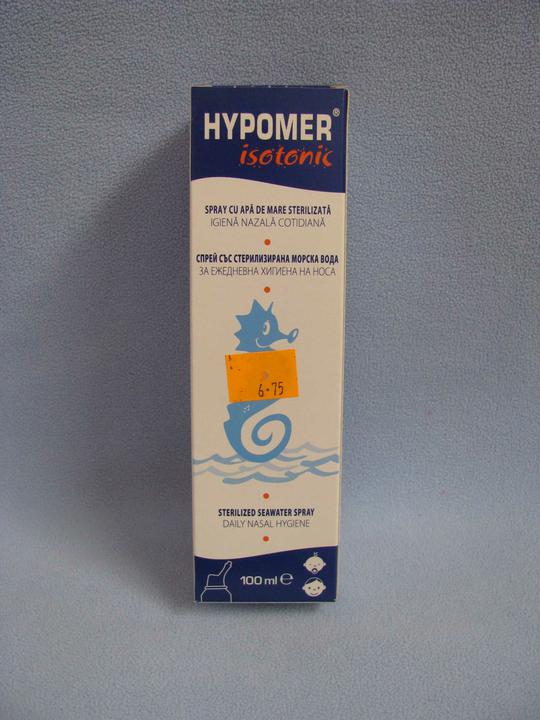 HYPOMER®
isotonic
SPRAY CU APĂ DE MARE STERILIZATĂ
IGIENĂ NAZALĂ COTIDIANĂ
СПРЕЙ СЪС СТЕРИЛИЗИРАНА МОРСКА ВОДА
ЗА ЕЖЕДНЕВНА ХИГИЕНА НА НОСА
6-75
STERILIZED SEAWATER SPRAY
DAILY NASAL HYGIENE
100 ml ℮